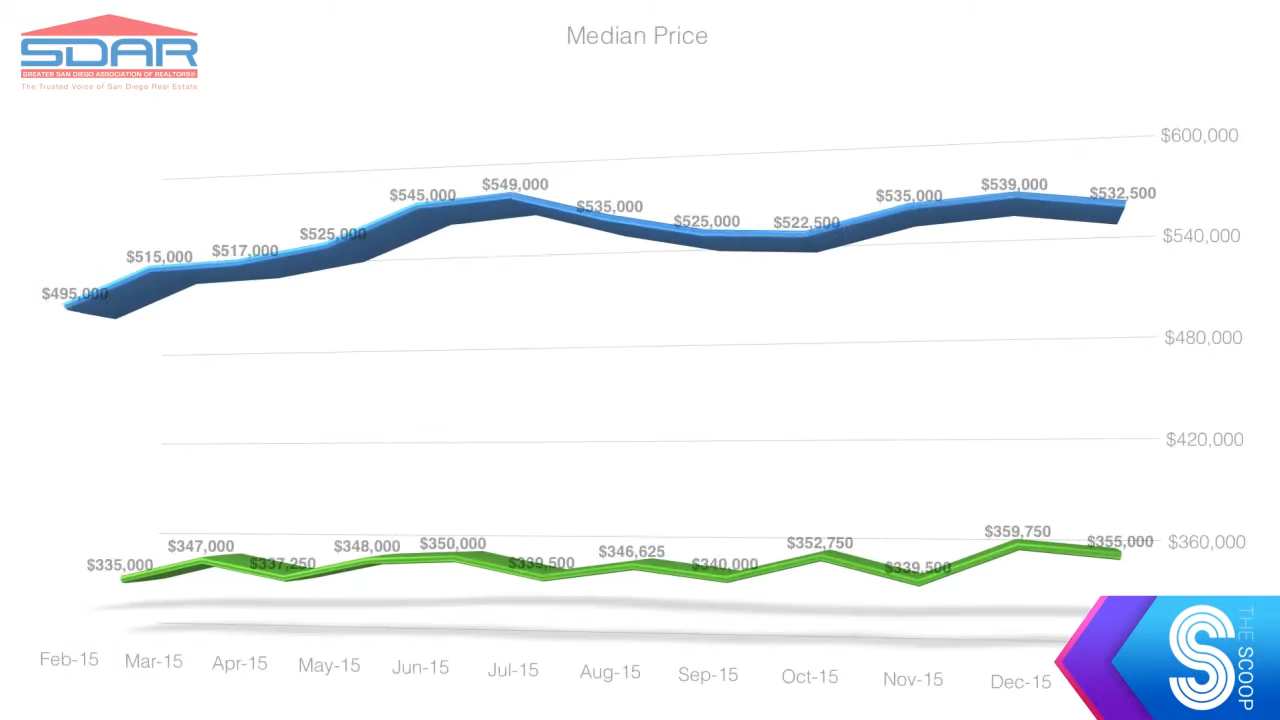 SDAR
GREATER SAN DIEGO ASSOCIATION OF REALTORS®
The Trusted Voice of San Diego Real Estate
Median Price
$600,000
$540,000
$480,000
$420,000
$360,000
$495,000
$515,000
$517,000
$525,000
$545,000
$549,000
$535,000
$525,000
$522,500
$535,000
$539,000
$532,500
$335,000
$347,000
$337,250
$348,000
$350,000
$339,500
$346,625
$340,000
$352,750
$339,500
$359,750
$355,000
Feb-15
Mar-15
Apr-15
May-15
Jun-15
Jul-15
Aug-15
Sep-15
Oct-15
Nov-15
Dec-15
S
THE SCOOP